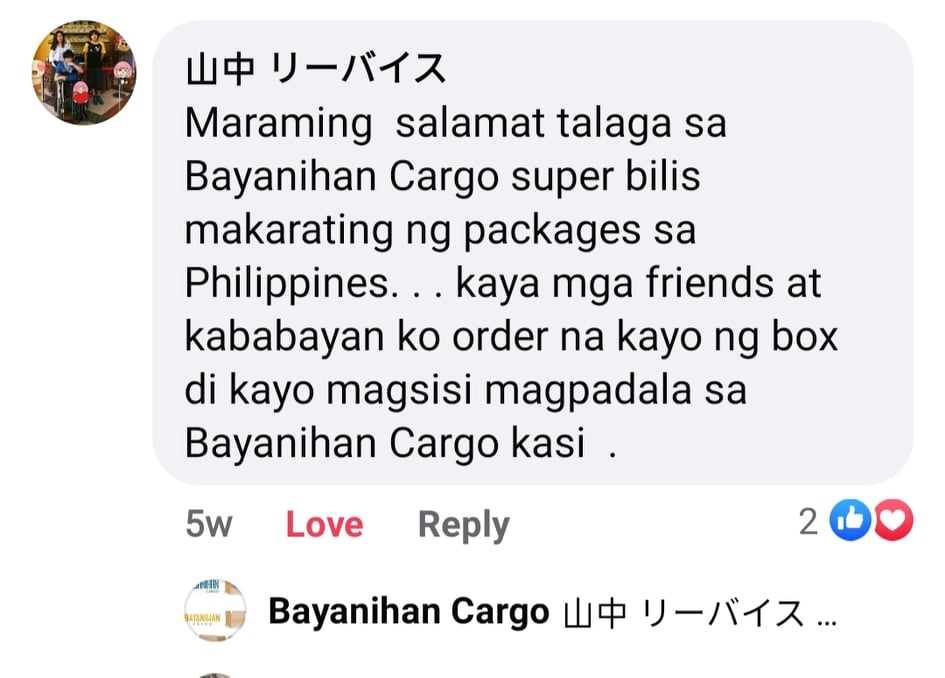 山中 リーバイス
Maraming  salamat talaga sa
Bayanihan Cargo super bilis
makarating ng packages sa
Philippines. . . kaya mga friends at
kababayan ko order na kayo ng box
di kayo magsisi magpadala sa
Bayanihan Cargo kasi  .
5w Love Reply 2
BAYANIHAN
Bayanihan Cargo 山中 リーバイス ...